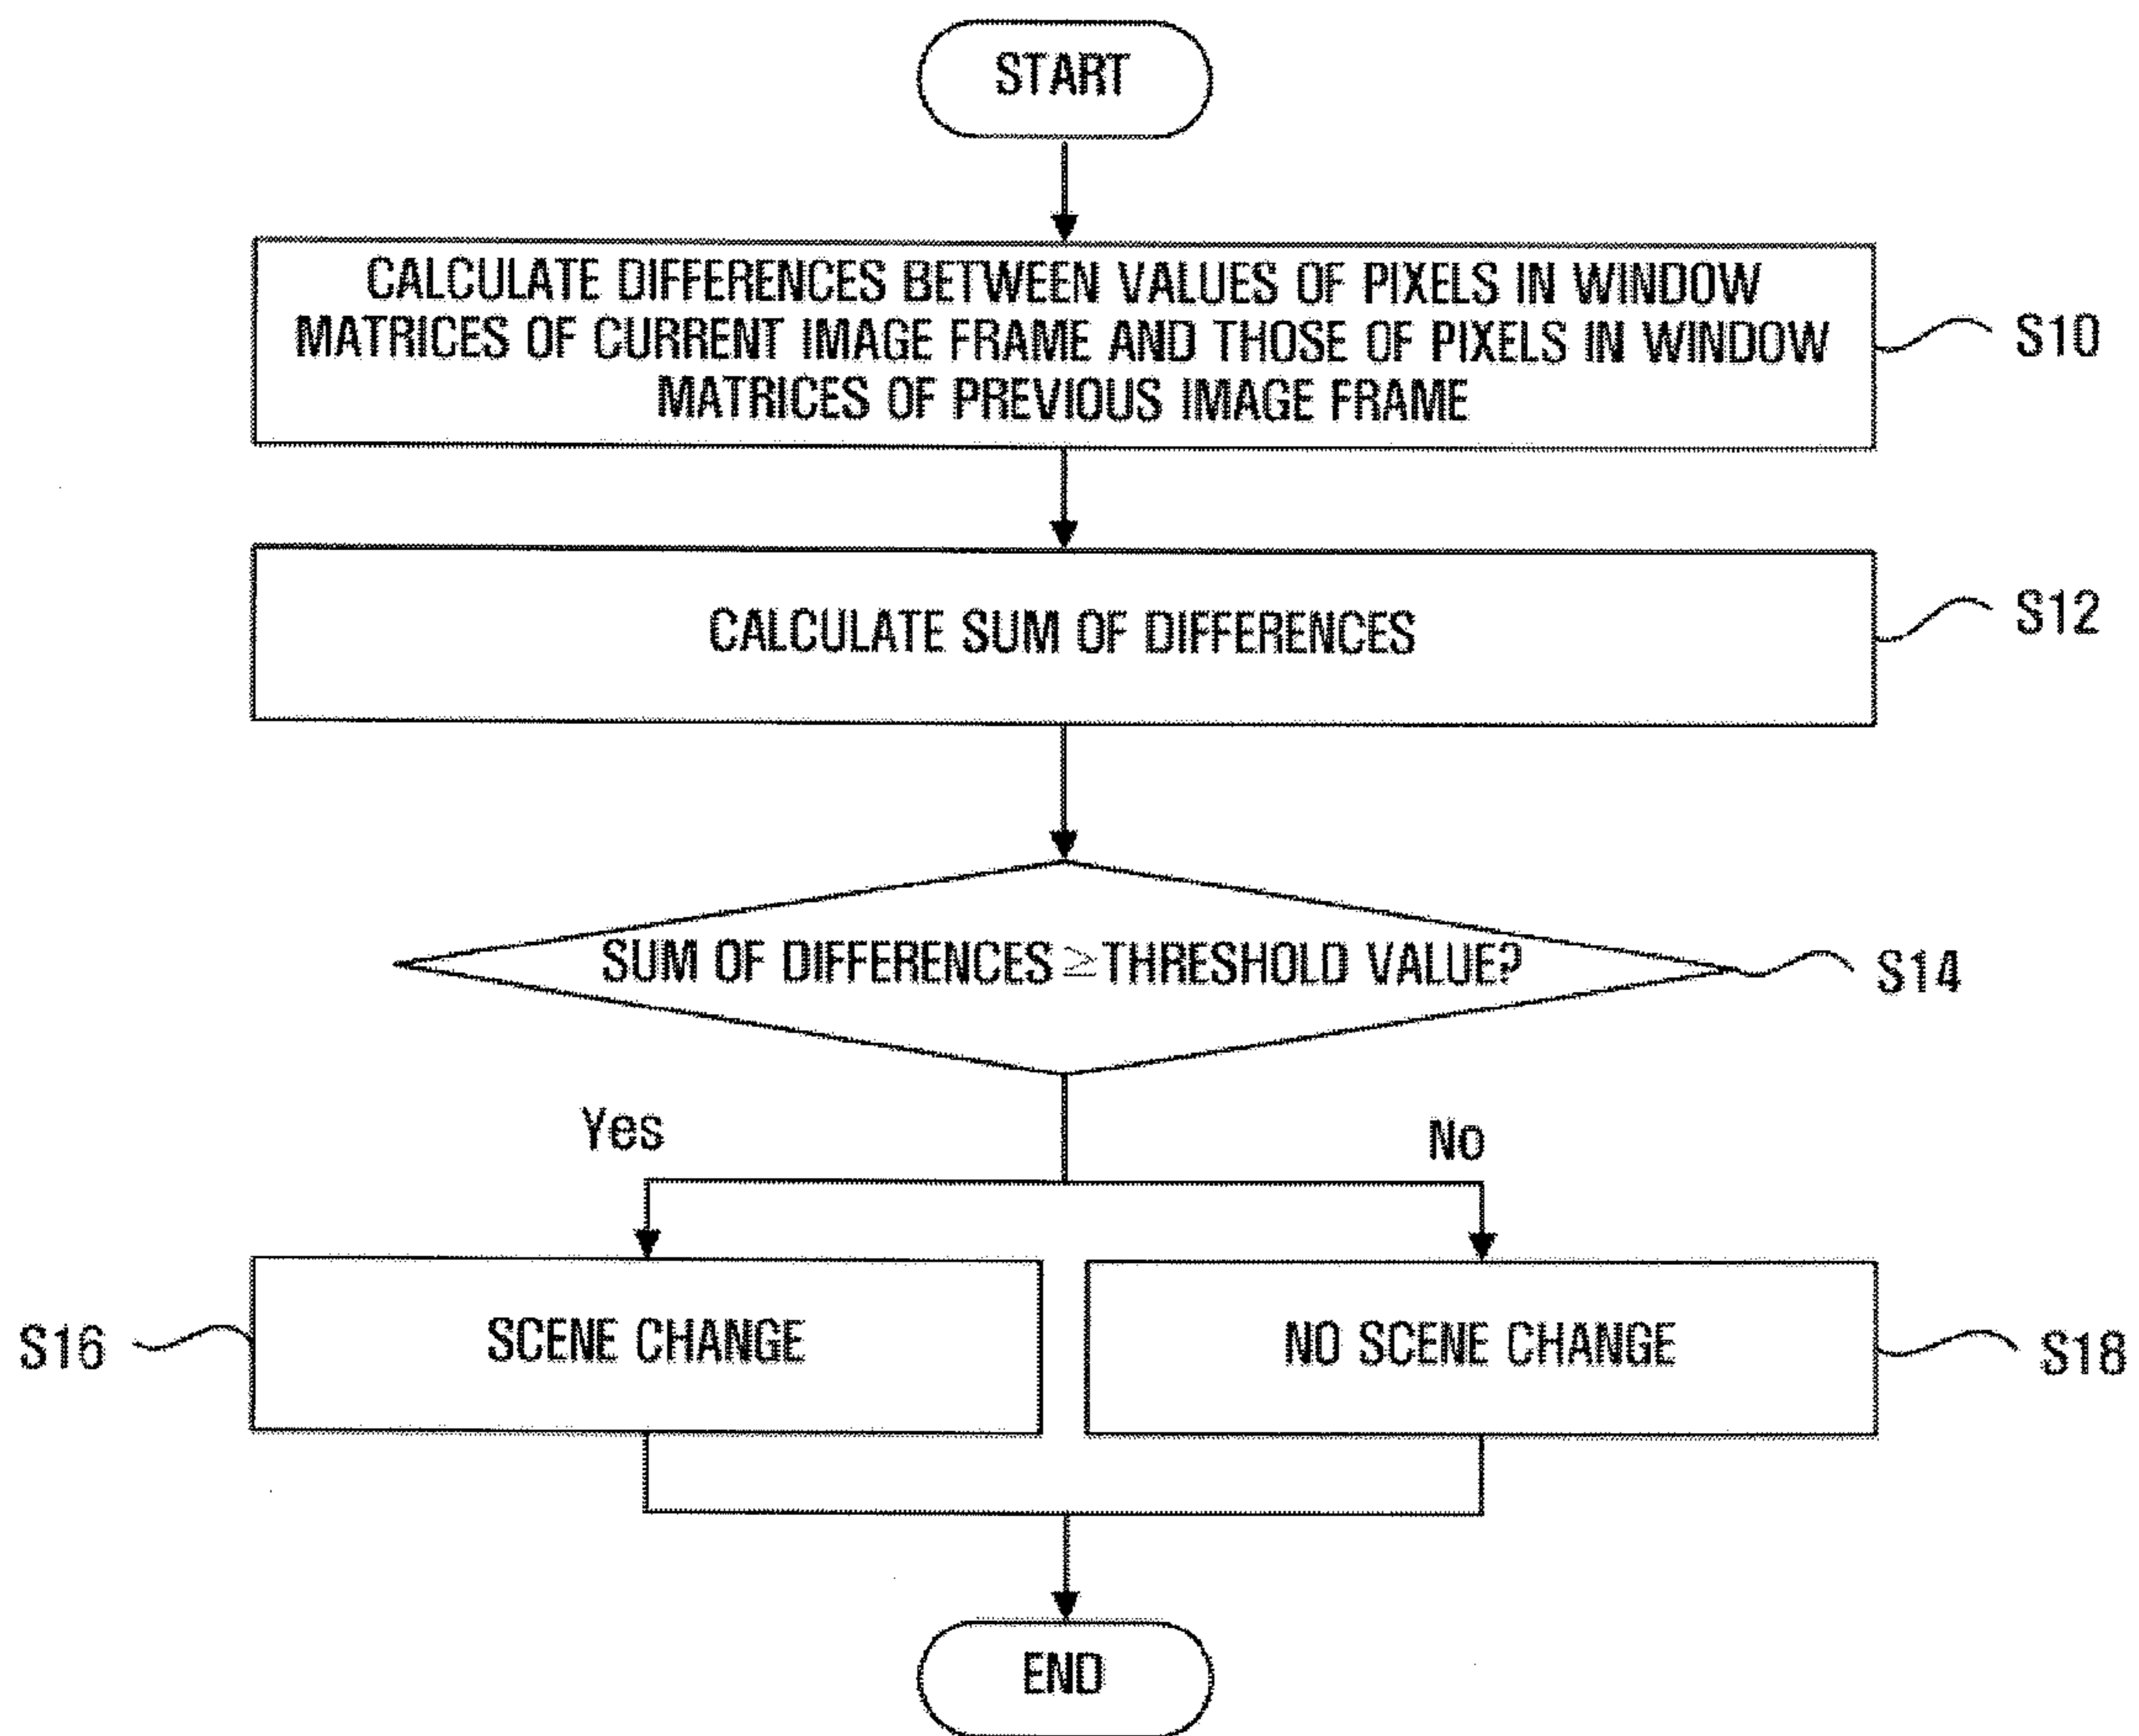 START
CALCULATE DIFFERENCES BETWEEN VALUES OF PIXELS IN WINDOW
MATRICES OF CURRENT IMAGE FRAME AND THOSE OF PIXELS IN WINDOW
MATRICES OF PREVIOUS IMAGE FRAME
S10
CALCULATE SUM OF DIFFERENCES
S12
SUM OF DIFFERENCES ≥ THRESHOLD VALUE?
S14
Yes
No
S16
SCENE CHANGE
NO SCENE CHANGE
S18
END